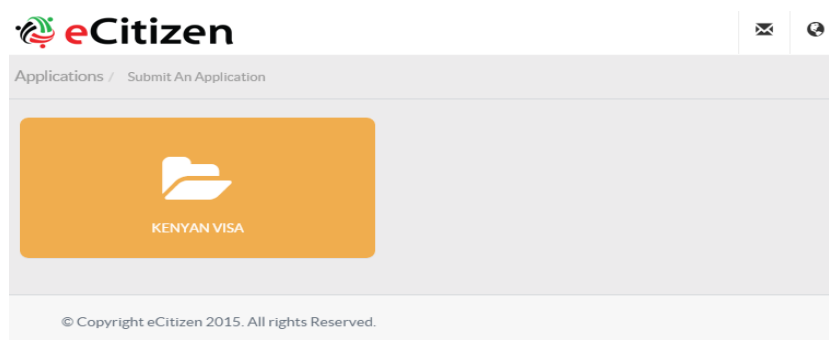 eCitizen
Applications / Submit An Application
KENYAN VISA
© Copyright eCitizen 2015. All rights Reserved.